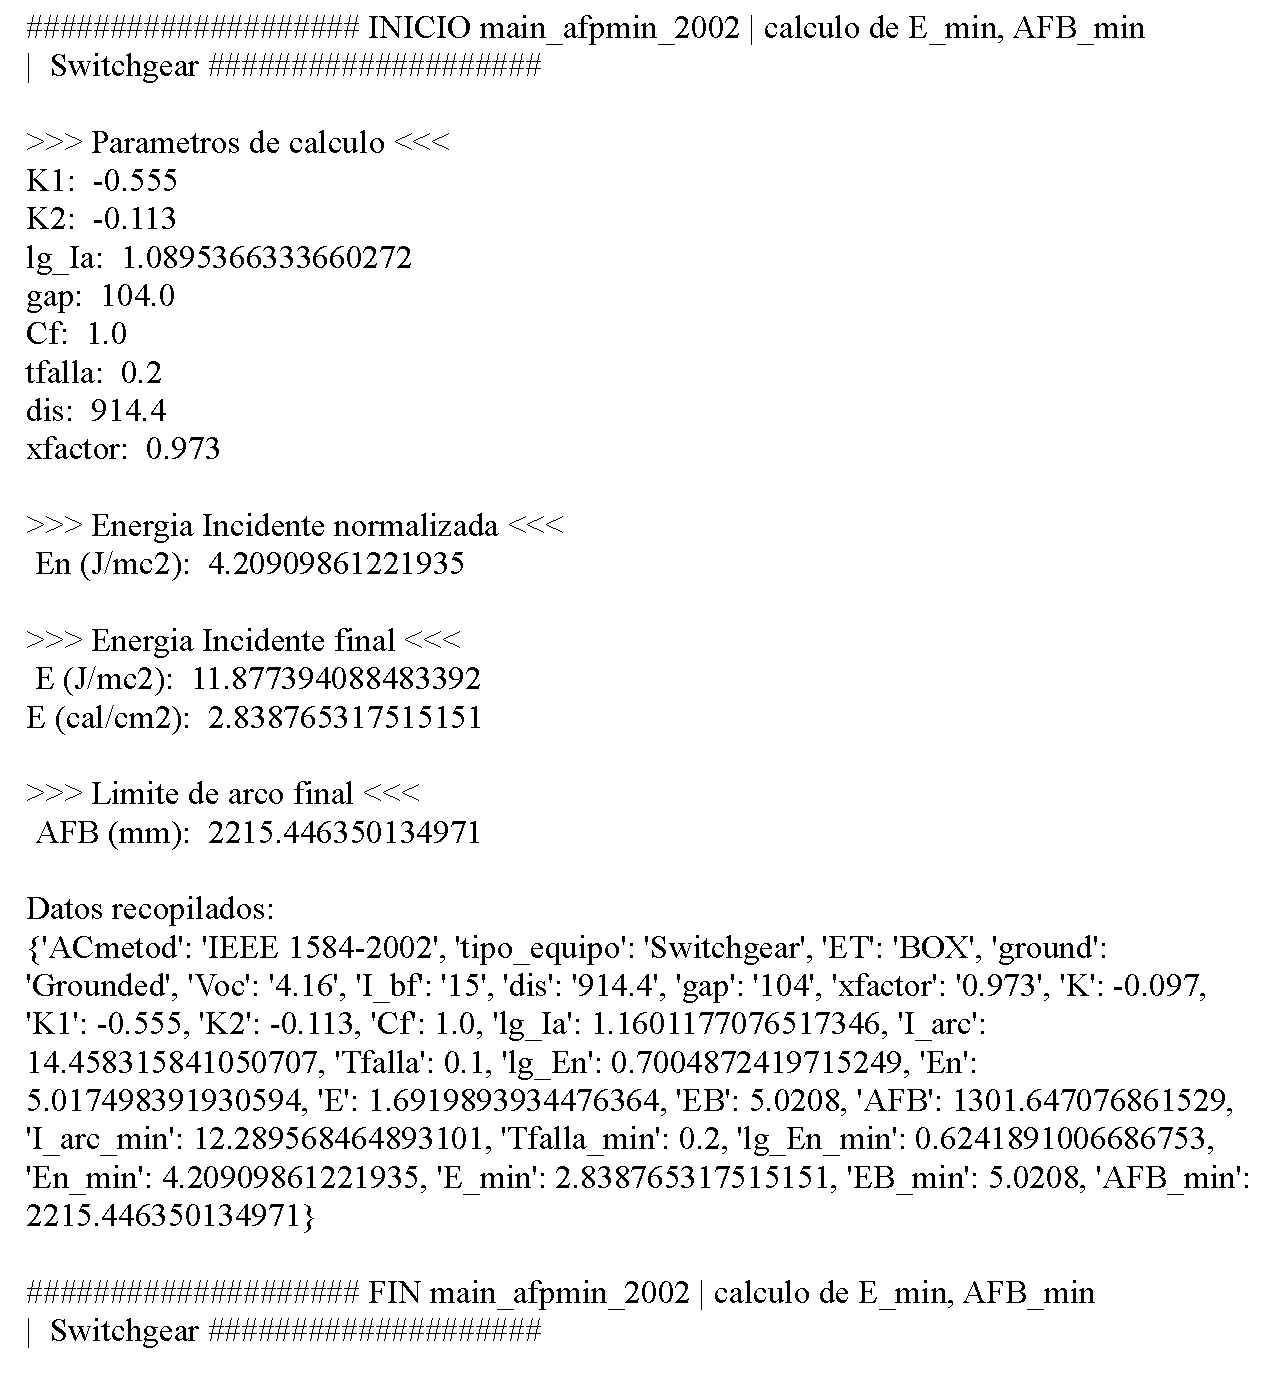 #################### INICIO main_afpmin_2002 | calculo de E_min, AFB_min
|  Switchgear ####################
>>> Parametros de calculo <<<
K1:  -0.555
K2:  -0.113
lg_Ia:  1.0895366333660272
gap:  104.0
Cf:  1.0
tfalla:  0.2
dis:  914.4
xfactor:  0.973
>>> Energia Incidente normalizada <<<
En (J/mc2):  4.20909861221935
>>> Energia Incidente final <<<
E (J/mc2):  11.877394088483392
E (cal/cm2):  2.838765317515151
>>> Limite de arco final <<<
AFB (mm):  2215.446350134971
Datos recopilados:
{'ACmetod': 'IEEE 1584-2002', 'tipo_equipo': 'Switchgear', 'ET': 'BOX', 'ground':
'Grounded', 'Voc': '4.16', 'I_bf': '15', 'dis': '914.4', 'gap': '104', 'xfactor': '0.973', 'K': -0.097,
'K1': -0.555, 'K2': -0.113, 'Cf': 1.0, 'lg_Ia': 1.1601177076517346, 'I_arc':
14.458315841050707, 'Tfalla': 0.1, 'lg_En': 0.7004872419715249, 'En':
5.017498391930594, 'E': 1.6919893934476364, 'EB': 5.0208, 'AFB': 1301.647076861529,
'I_arc_min': 12.289568464893101, 'Tfalla_min': 0.2, 'lg_En_min': 0.6241891006686753,
'En_min': 4.20909861221935, 'E_min': 2.838765317515151, 'EB_min': 5.0208, 'AFB_min':
2215.446350134971}
#################### FIN main_afpmin_2002 | calculo de E_min, AFB_min
|  Switchgear ####################